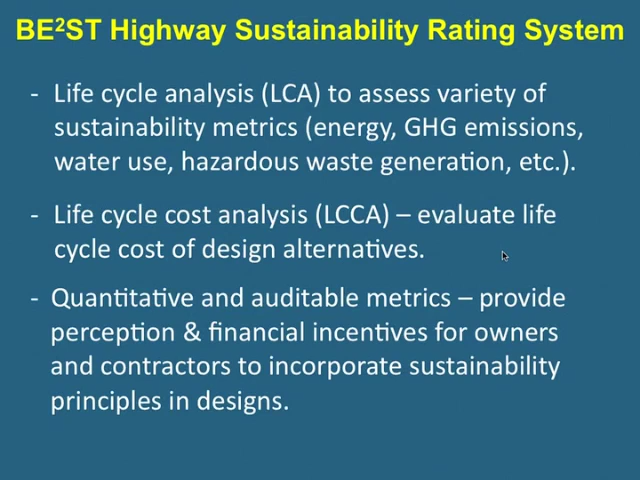 BE²ST Highway Sustainability Rating System
- Life cycle analysis (LCA) to assess variety of
sustainability metrics (energy, GHG emissions,
water use, hazardous waste generation, etc.).
- Life cycle cost analysis (LCCA) – evaluate life
cycle cost of design alternatives.
- Quantitative and auditable metrics – provide
perception & financial incentives for owners
and contractors to incorporate sustainability
principles in designs.